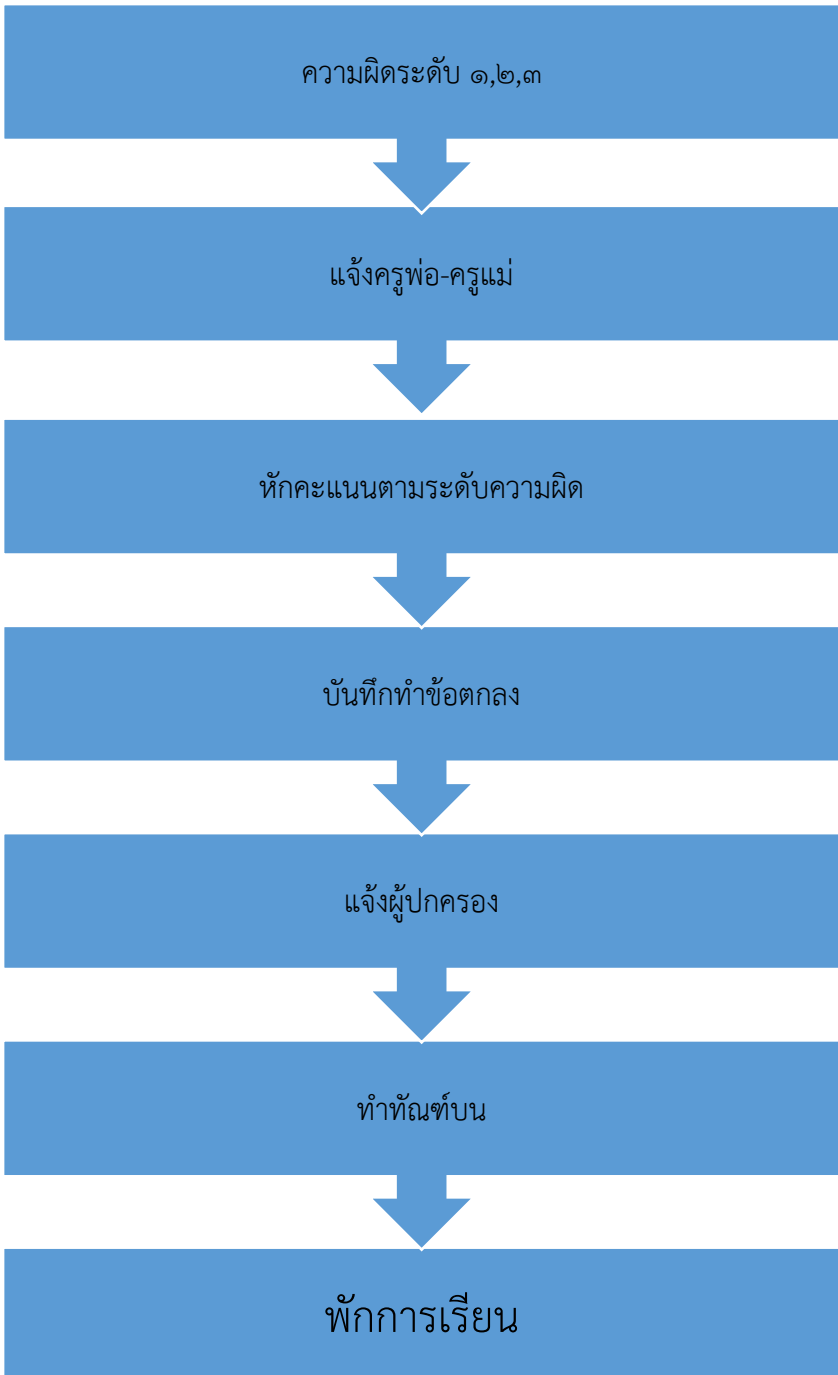 ความผิดระดับ ๑,๒,๓
แจ้งครูพ่อ-ครูแม่
หักคะแนนตามระดับความผิด
บันทึกทำข้อตกลง
แจ้งผู้ปกครอง
ทำทัณฑ์บน
พักการเรียน